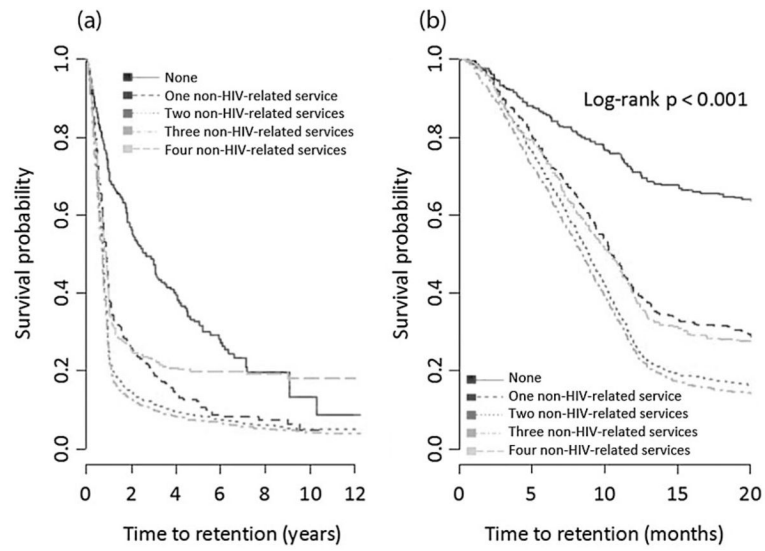 (a)
Survival probability
1.0
0.8
0.6
0.4
0.2
0.0
None
One non-HIV-related service
Two non-HIV-related services
Three non-HIV-related services
Four non-HIV-related services
0 2 4 6 8 10 12
Time to retention (years)
(b)
Survival probability
1.0
0.8
0.6
0.4
0.2
0.0
Log-rank p < 0.001
None
One non-HIV-related service
Two non-HIV-related services
Three non-HIV-related services
Four non-HIV-related services
0 5 10 15 20
Time to retention (months)